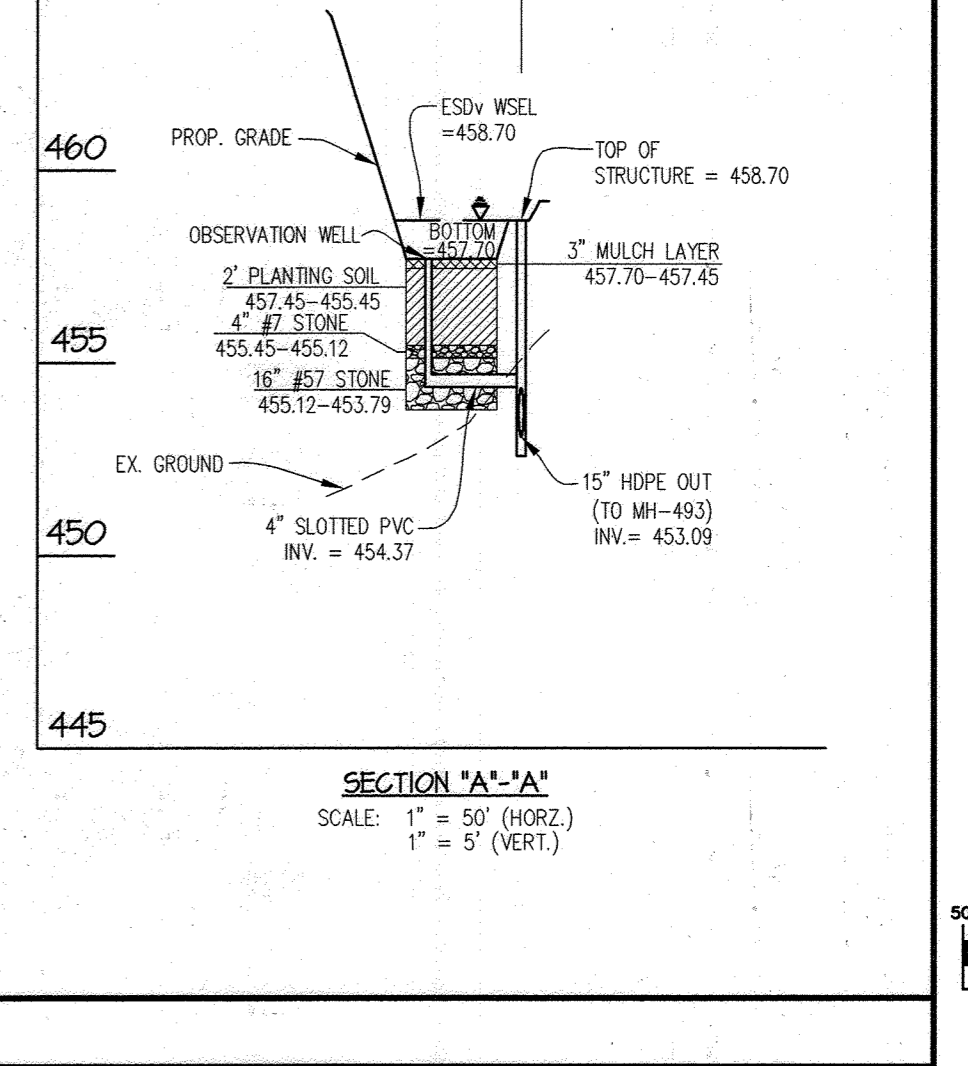 460
455
450
445
PROP. GRADE
ESDv WSEL
=458.70
TOP OF
STRUCTURE = 458.70
OBSERVATION WELL
BOTTOM
=457.70
3" MULCH LAYER
457.70-457.45
2' PLANTING SOIL
457.45-455.45
4" #7 STONE
455.45-455.12
16" #57 STONE
455.12-453.79
EX. GROUND
4" SLOTTED PVC
INV. = 454.37
15" HDPE OUT
(TO MH-493)
INV.= 453.09
SECTION "A"-"A"
SCALE: 1" = 50' (HORZ.)
1" = 5' (VERT.)